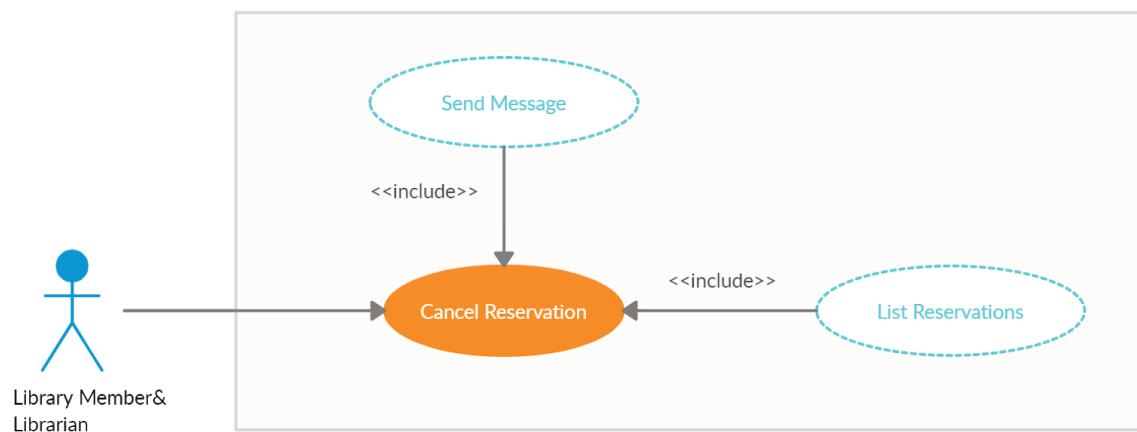 Send Message
<<include>>
<<include>>
Cancel Reservation
List Reservations
Library Member&
Librarian